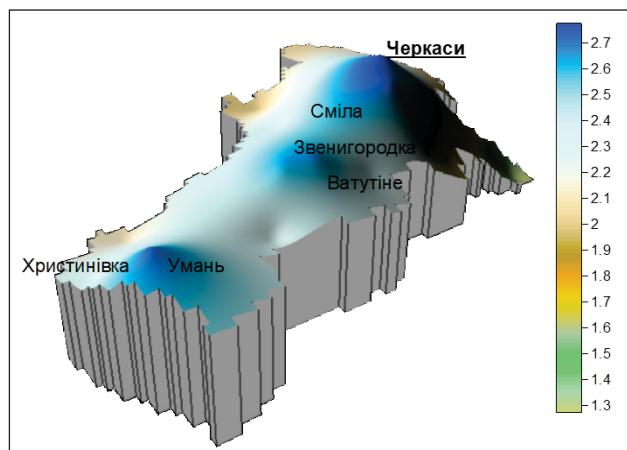 Черкаси
Сміла
Звенигородка
Ватутіне
Христинівка
Умань
2.7
2.6
2.5
2.4
2.3
2.2
2.1
2
1.9
1.8
1.7
1.6
1.5
1.4
1.3